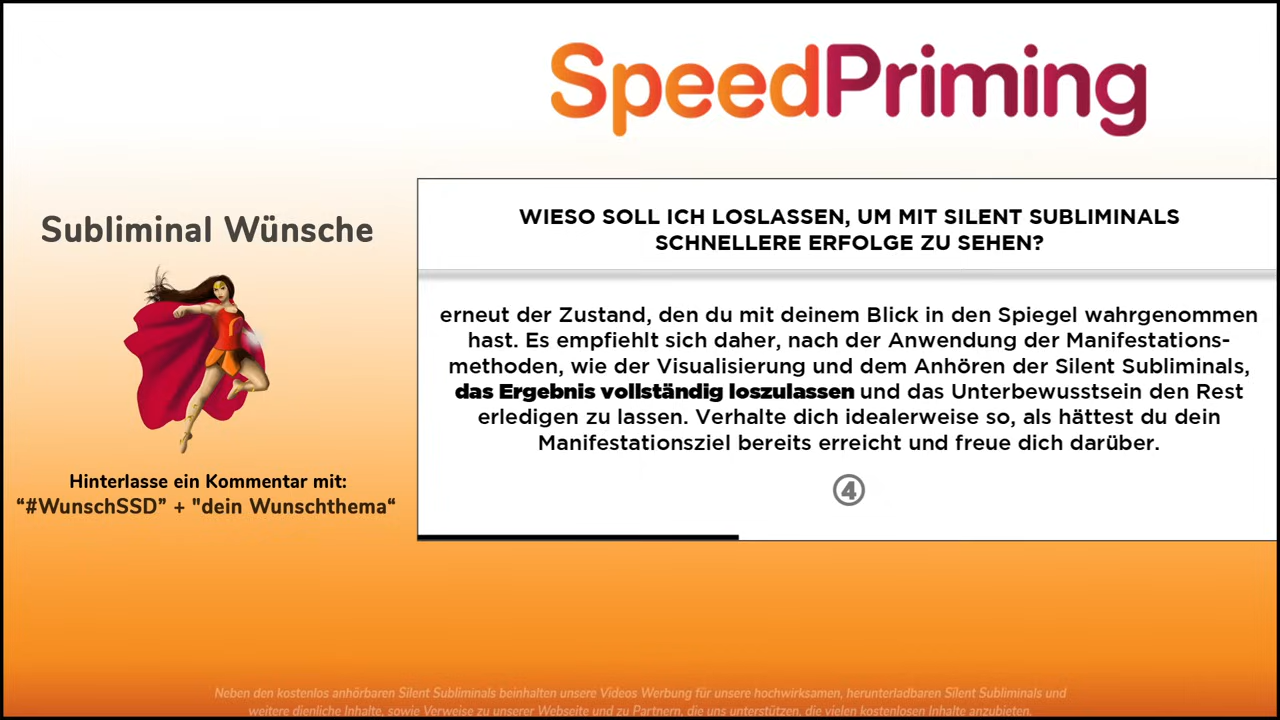 SpeedPriming
Subliminal Wünsche
Hinterlasse ein Kommentar mit:
“#WunschSSD” + "dein Wunschthema“
WIESO SOLL ICH LOSLASSEN, UM MIT SILENT SUBLIMINALS
SCHNELLERE ERFOLGE ZU SEHEN?
erneut der Zustand, den du mit deinem Blick in den Spiegel wahrgenommen
hast. Es empfiehlt sich daher, nach der Anwendung der Manifestations-
methoden, wie der Visualisierung und dem Anhören der Silent Subliminals,
das Ergebnis vollständig loszulassen und das Unterbewusstsein den Rest
erledigen zu lassen. Verhalte dich idealerweise so, als hättest du dein
Manifestationsziel bereits erreicht und freue dich darüber.
4
Neben den kostenlos anhörbaren Silent Subliminals beinhalten unsere Videos Werbung für unsere hochwirksamen, herunterladbaren Silent Subliminals und
weitere dienliche Inhalte, sowie Verweise zu unserer Webseite und zu Partnern, die uns unterstützen, die vielen kostenlosen Inhalte anzubieten.